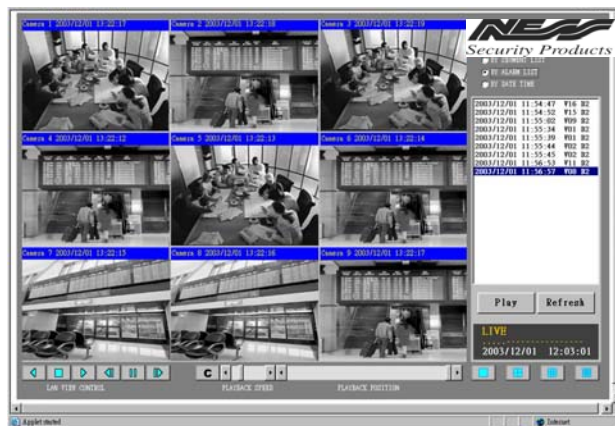 Camera 1 2003/12/01 13:22:17
Camera 2 2003/12/01 13:22:18
Camera 3 2003/12/01 13:22:19
NESS
Security Products
BY SEGMENT LIST
BY ALARM LIST
BY DATE TIME
2003/12/01 11:54:47 V16 B2
2003/12/01 11:54:52 V15 B2
2003/12/01 11:55:02 V09 B2
2003/12/01 11:55:34 V01 B2
2003/12/01 11:55:39 V01 B2
2003/12/01 11:55:44 V02 B2
2003/12/01 11:55:45 V02 B2
2003/12/01 11:56:53 V11 B2
2003/12/01 11:56:57 V08 B2
Camera 4 2003/12/01 13:22:12
Camera 5 2003/12/01 13:22:13
Camera 6 2003/12/01 13:22:14
Camera 7 2003/12/01 13:22:15
Camera 8 2003/12/01 13:22:16
Camera 9 2003/12/01 13:22:17
Play
Refresh
LIVE
2003/12/01 12:03:01
C
LAN VIEW CONTROL
PLAYBACK SPEED
PLAYBACK POSITION
Applet started
Internet